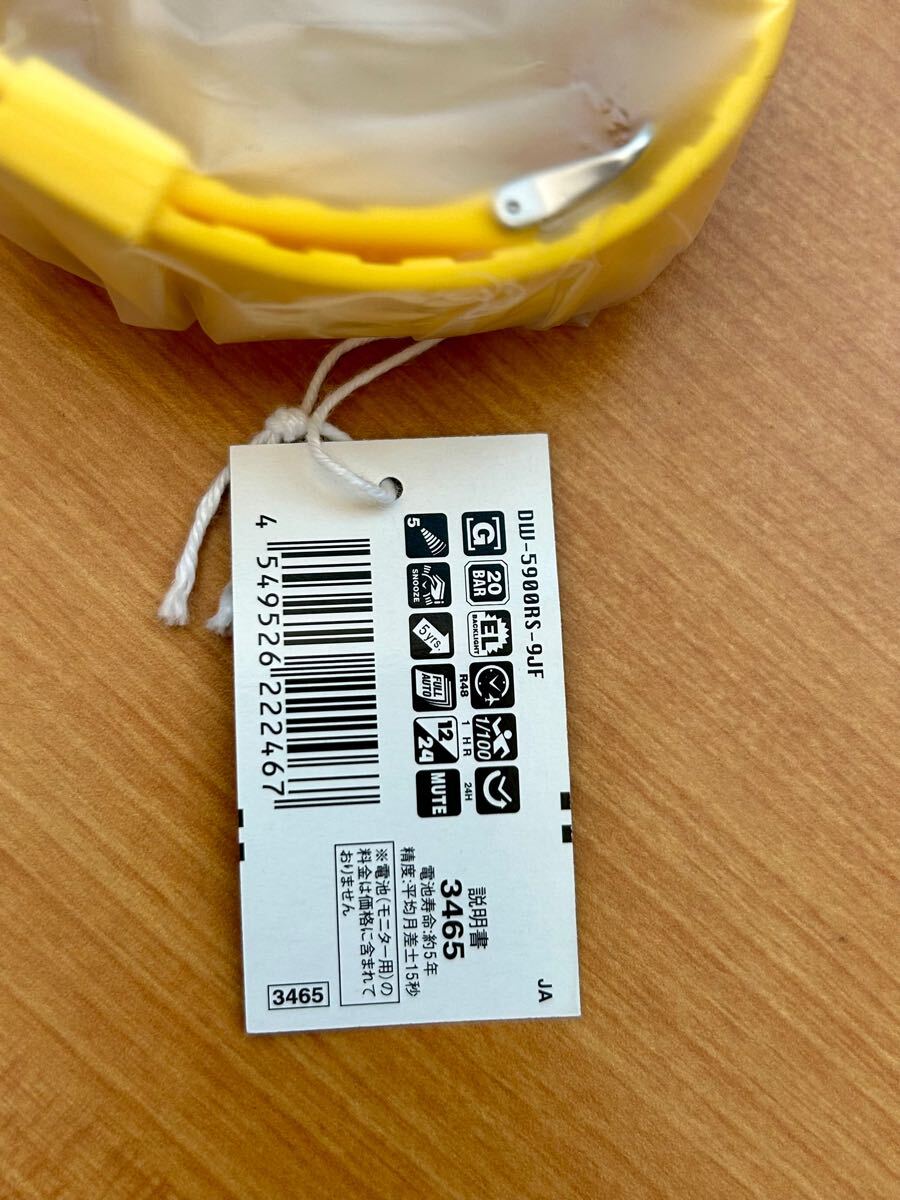 DW-5900RS-9JF
G
20
BAR
EL
BACKLIGHT
R48
1/100
1 HR
24H
5
SNOOZE
5 yrs.
FULL
AUTO
12/24
MUTE
4 549526 222467
説明書
3465
電池寿命:約5年
精度:平均月差±15秒
※電池(モニター用)の
料金は価格に含まれて
おりません
JA
3465